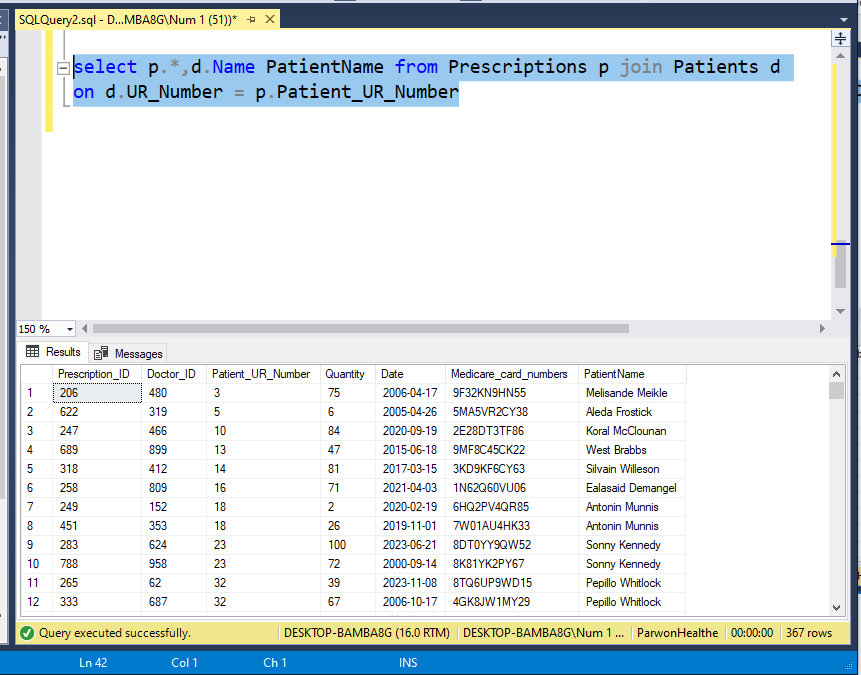 SQLQuery2.sql - D...MBA8G\Num 1 (51))*
select p.*,d.Name PatientName from Prescriptions p join Patients d
on d.UR_Number = p.Patient_UR_Number
150 %
Results Messages
Prescription_ID Doctor_ID Patient_UR_Number Quantity Date Medicare_card_numbers PatientName
1 206 480 3 75 2006-04-17 9F32KN9HN55 Melisande Meikle
2 622 319 5 6 2005-04-26 5MA5VR2CY38 Aleda Frostick
3 247 466 10 84 2020-09-19 2E28DT3TF86 Koral McClounan
4 689 899 13 47 2015-06-18 9MF8C45CK22 West Brabbs
5 318 412 14 81 2017-03-15 3KD9KF6CY63 Silvain Willeson
6 258 809 16 71 2021-04-03 1N62Q60VU06 Ealasaid Demangel
7 249 152 18 2 2020-02-19 6HQ2PV4QR85 Antonin Munnis
8 451 353 18 26 2019-11-01 7W01AU4HK33 Antonin Munnis
9 283 624 23 100 2023-06-21 8DT0YY9QW52 Sonny Kennedy
10 788 958 23 72 2000-09-14 8K81YK2PY67 Sonny Kennedy
11 265 62 32 39 2023-11-08 8TQ6UP9WD15 Pepillo Whitlock
12 333 687 32 67 2006-10-17 4GK8JW1MY29 Pepillo Whitlock
Query executed successfully. DESKTOP-BAMBA8G (16.0 RTM) DESKTOP-BAMBA8G\Num 1 ... ParwonHealthe 00:00:00 367 rows
Ln 42 Col 1 Ch 1 INS